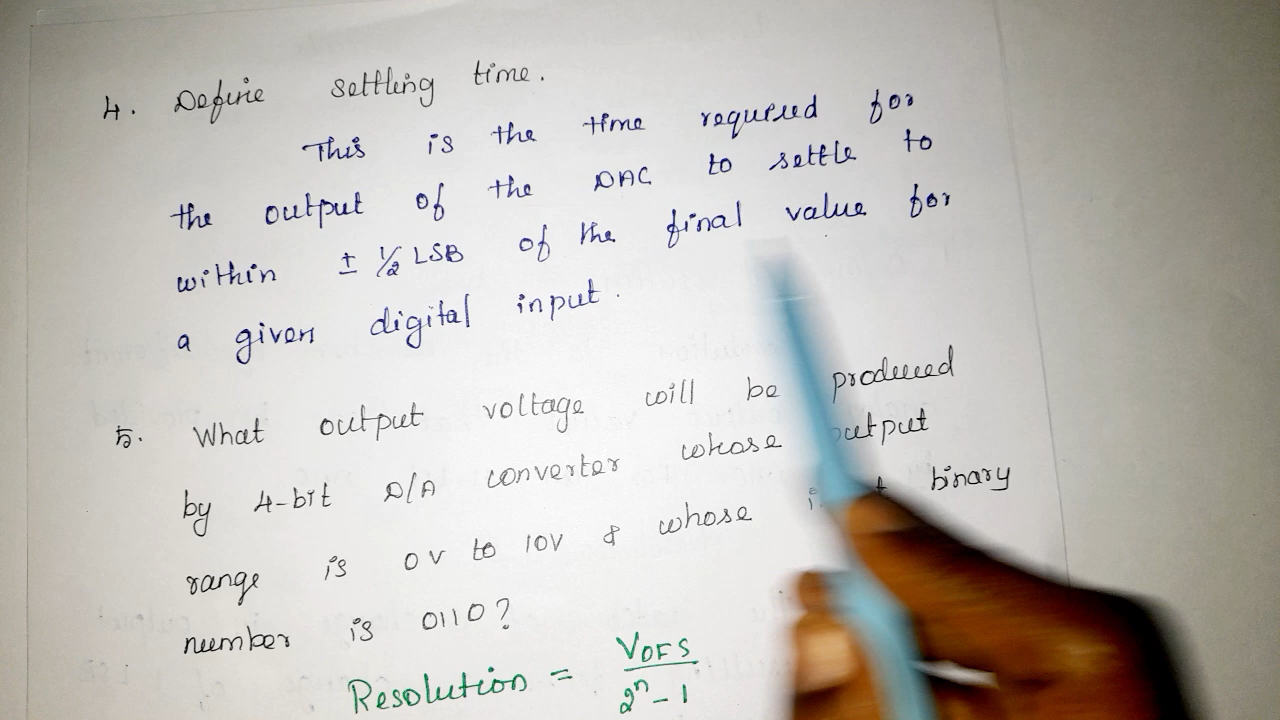 4. Define settling time.
This is the time required for
the output of the DAC to settle to
within ± 1/2 LSB of the final value for
a given digital input.
5. What output voltage will be produced
by 4-bit D/A converter whose output
range is 0V to 10V & whose binary
number is 0110?
Resolution = VOFS / 2ⁿ - 1